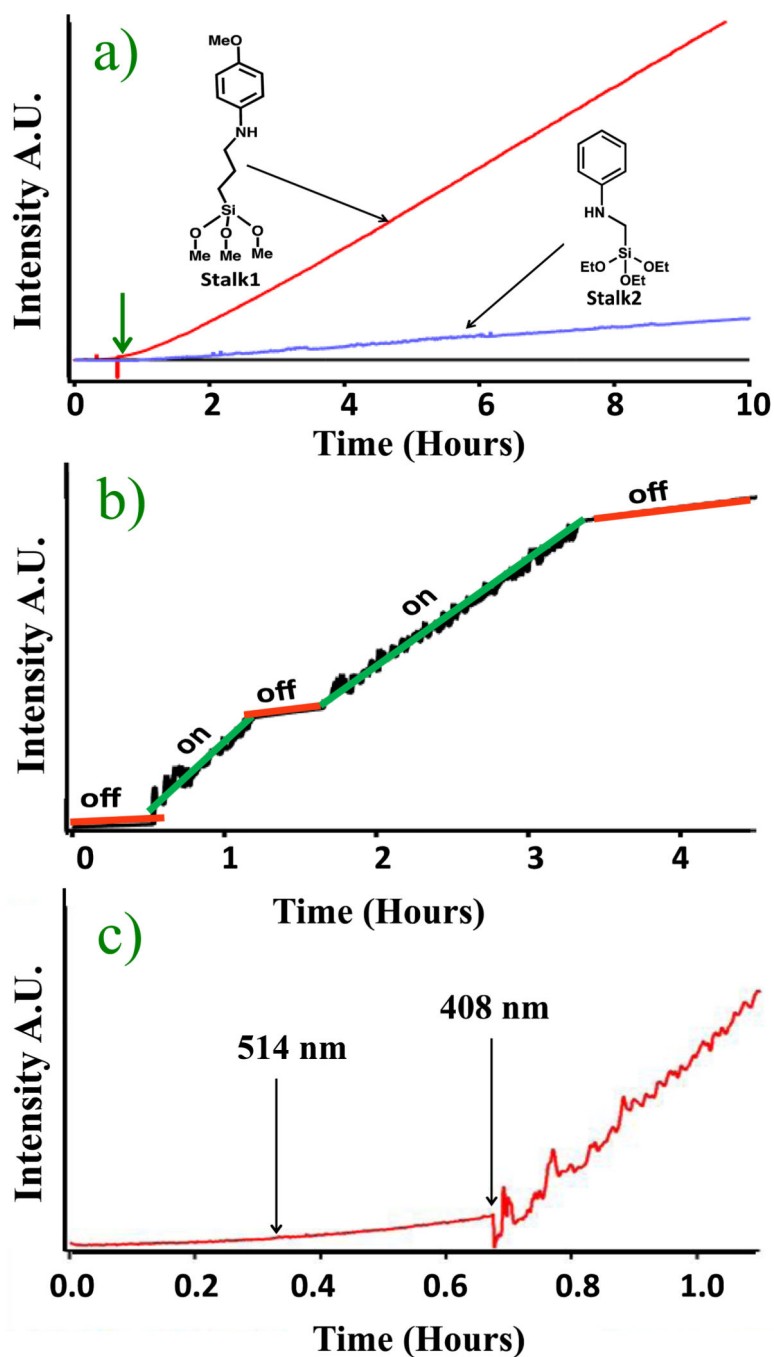 a)
MeO
NH
Si
O O O
Me Me Me
Stalk1
HN
Si
EtO OEt
OEt
Stalk2
Intensity A.U.
0 2 4 6 8 10
Time (Hours)
b)
off
on
off
on
off
Intensity A.U.
0 1 2 3 4
Time (Hours)
c)
514 nm
408 nm
Intensity A.U.
0.0 0.2 0.4 0.6 0.8 1.0
Time (Hours)